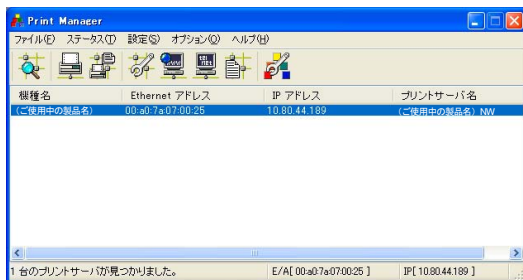 Print Manager
ファイル(F) ステータス(T) 設定(S) オプション(O) ヘルプ(H)
機種名 Ethernet アドレス IP アドレス プリントサーバ名
(ご使用中の製品名) 00:a0:7a:07:00:25 10.80.44.189 (ご使用中の製品名) NW
1 台のプリントサーバが見つかりました。 E/A[ 00:a0:7a:07:00:25 ] IP[ 10.80.44.189 ]